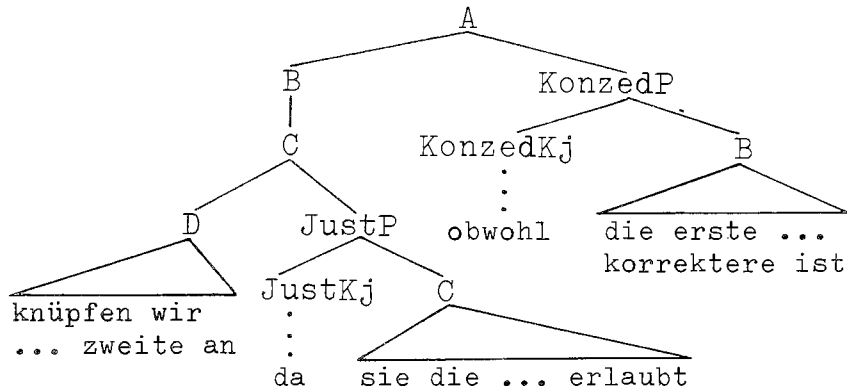 A
B KonzedP
C KonzedKj B
D JustP obwohl die erste ...
korrektere ist
JustKj C
knüpfen wir
... zweite an
da sie die ... erlaubt